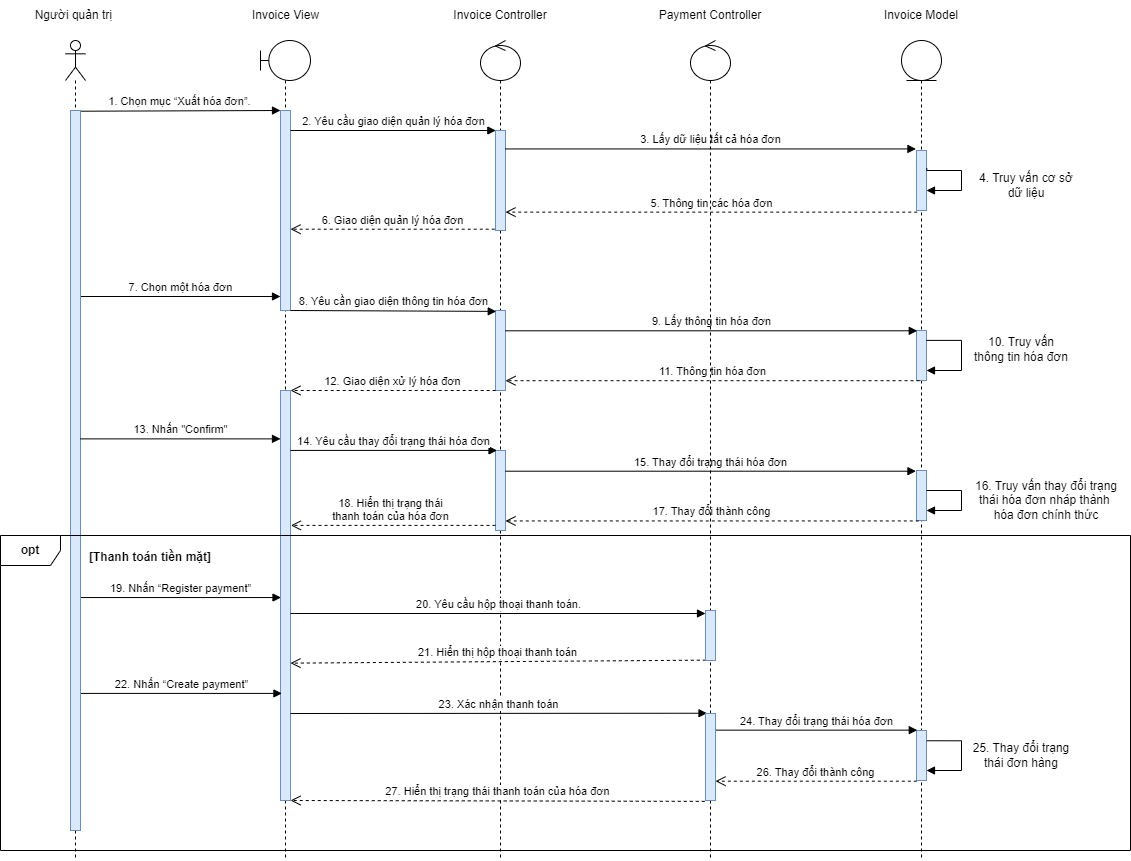 Người quản trị
Invoice View
Invoice Controller
Payment Controller
Invoice Model
1. Chọn mục “Xuất hóa đơn”.
2. Yêu cầu giao diện quản lý hóa đơn
3. Lấy dữ liệu tất cả hóa đơn
4. Truy vấn cơ sở
dữ liệu
5. Thông tin các hóa đơn
6. Giao diện quản lý hóa đơn
7. Chọn một hóa đơn
8. Yêu cần giao diện thông tin hóa đơn
9. Lấy thông tin hóa đơn
10. Truy vấn
thông tin hóa đơn
11. Thông tin hóa đơn
12. Giao diện xử lý hóa đơn
13. Nhấn "Confirm"
14. Yêu cầu thay đổi trạng thái hóa đơn
15. Thay đổi trạng thái hóa đơn
16. Truy vấn thay đổi trạng
thái hóa đơn nháp thành
hóa đơn chính thức
17. Thay đổi thành công
18. Hiển thị trạng thái
thanh toán của hóa đơn
opt
[Thanh toán tiền mặt]
19. Nhấn “Register payment”
20. Yêu cầu hộp thoại thanh toán.
21. Hiển thị hộp thoại thanh toán
22. Nhấn “Create payment”
23. Xác nhận thanh toán
24. Thay đổi trạng thái hóa đơn
25. Thay đổi trạng
thái đơn hàng
26. Thay đổi thành công
27. Hiển thị trạng thái thanh toán của hóa đơn